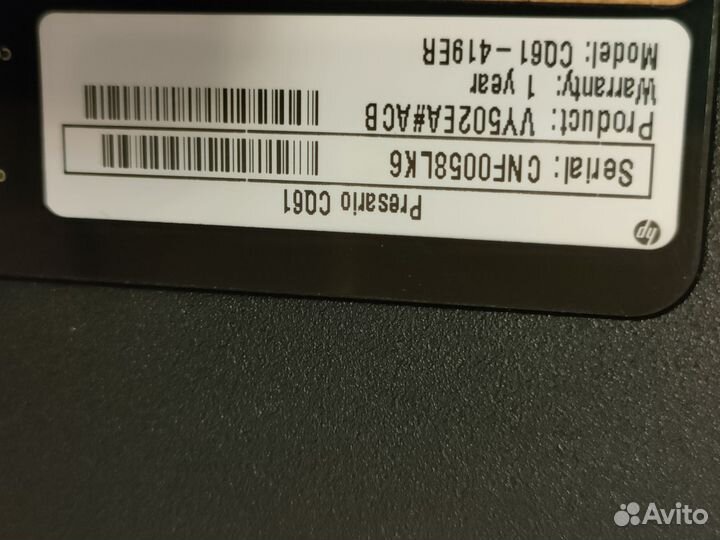 hp
Presario CQ61
Serial: CNF0058LK6
Product: VY502EA#ACB
Warranty: 1 year
Model: CQ61-419ER
Avito